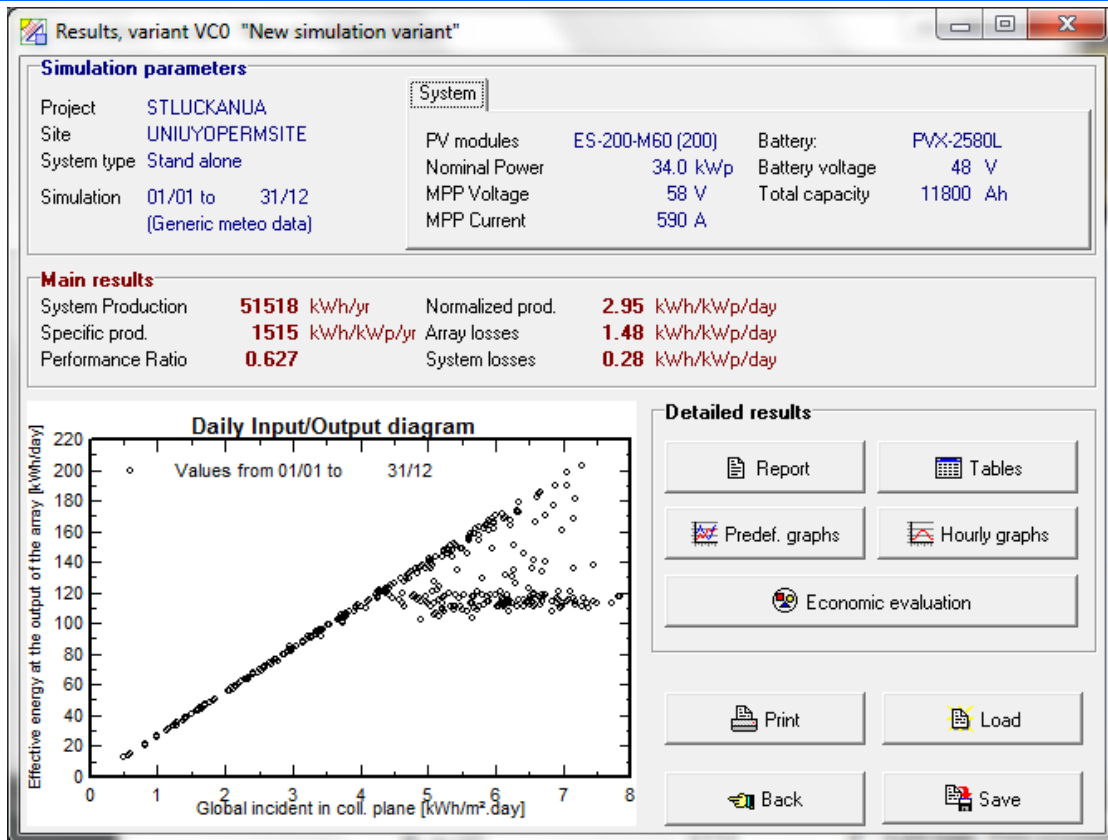 Results, variant VC0 "New simulation variant"
Simulation parameters
Project STLUCKANUA
Site UNIUYOPERMSITE
System type Stand alone
Simulation 01/01 to 31/12
(Generic meteo data)
System
PV modules ES-200-M60 (200) Battery: PVX-2580L
Nominal Power 34.0 kWp Battery voltage 48 V
MPP Voltage 58 V Total capacity 11800 Ah
MPP Current 590 A
Main results
System Production 51518 kWh/yr Normalized prod. 2.95 kWh/kWp/day
Specific prod. 1515 kWh/kWp/yr Array losses 1.48 kWh/kWp/day
Performance Ratio 0.627 System losses 0.28 kWh/kWp/day
Daily Input/Output diagram
Values from 01/01 to 31/12
Effective energy at the output of the array [kWh/day]
220
200
180
160
140
120
100
80
60
40
20
0
0 1 2 3 4 5 6 7 8
Global incident in coll. plane [kWh/m².day]
Detailed results
Report Tables
Predef. graphs Hourly graphs
Economic evaluation
Print Load
Back Save